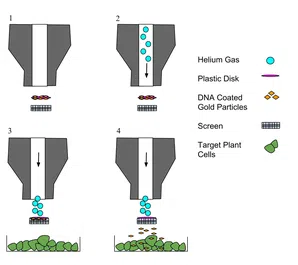 1
2
Helium Gas
Plastic Disk
DNA Coated
Gold Particles
Screen
Target Plant
Cells
3
4